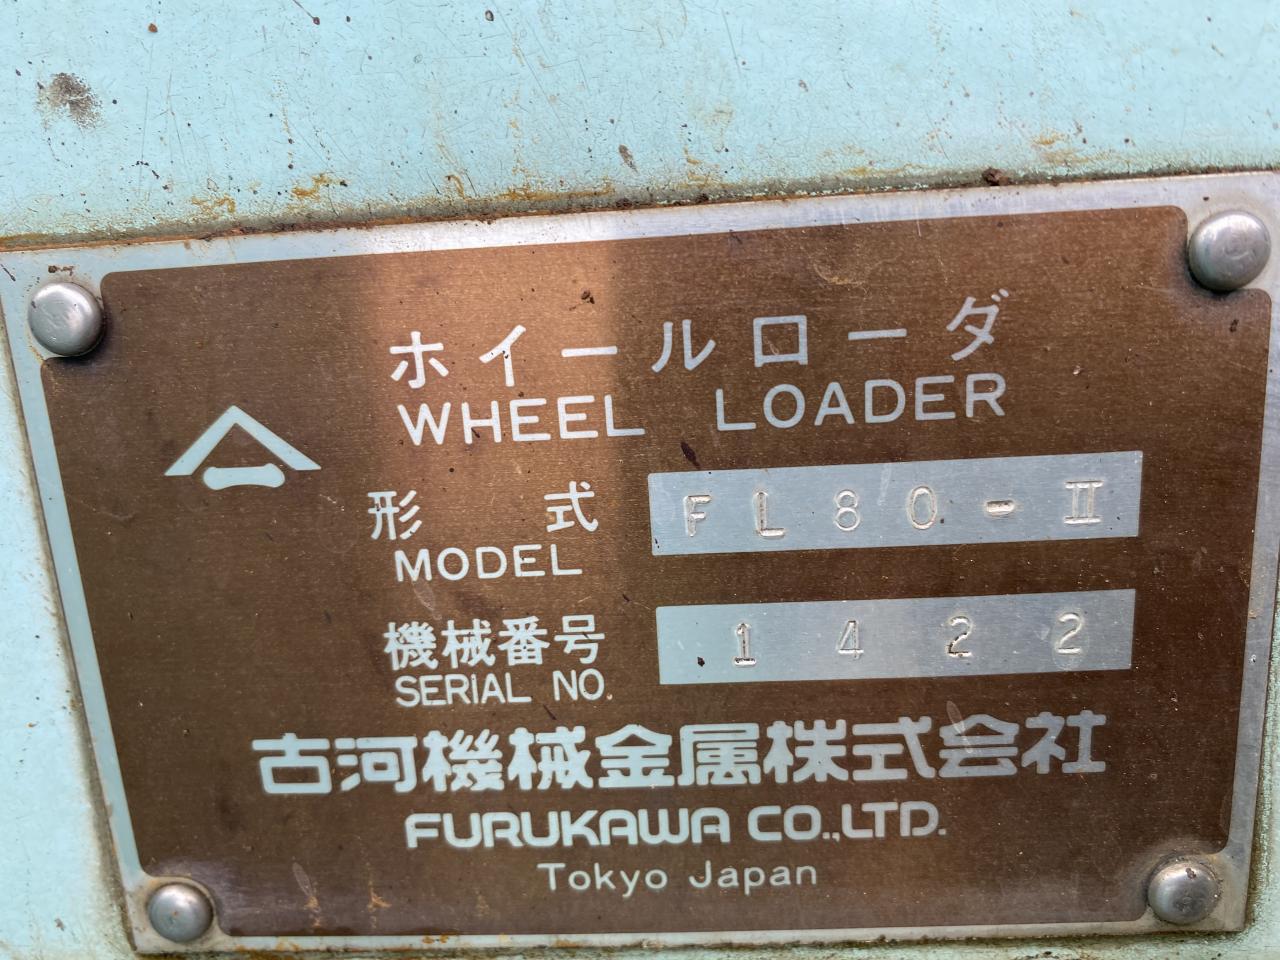 ホイールローダ
WHEEL LOADER
形 式 FL80-II
MODEL
機械番号 1422
SERIAL NO.
古河機械金属株式会社
FURUKAWA CO.,LTD.
Tokyo Japan